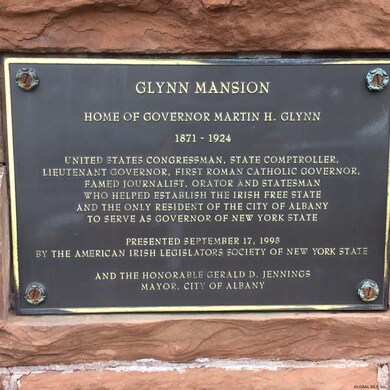 GLYNN MANSION
HOME OF GOVERNOR MARTIN H. GLYNN
1871 - 1924
UNITED STATES CONGRESSMAN, STATE COMPTROLLER,
LIEUTENANT GOVERNOR, FIRST ROMAN CATHOLIC GOVERNOR,
FAMED JOURNALIST, ORATOR AND STATESMAN
WHO HELPED ESTABLISH THE IRISH FREE STATE
AND THE ONLY RESIDENT OF THE CITY OF ALBANY
TO SERVE AS GOVERNOR OF NEW YORK STATE
PRESENTED SEPTEMBER 17, 1998
BY THE AMERICAN IRISH LEGISLATORS SOCIETY OF NEW YORK STATE
AND THE HONORABLE GERALD D. JENNINGS
MAYOR, CITY OF ALBANY